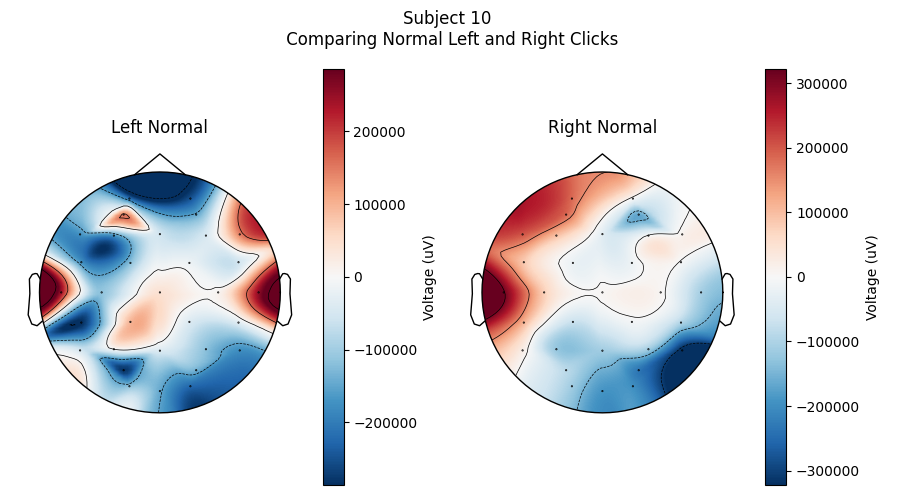 Subject 10
Comparing Normal Left and Right Clicks
Left Normal
Right Normal
200000
100000
0
−100000
−200000
Voltage (uV)
300000
200000
100000
0
−100000
−200000
−300000
Voltage (uV)